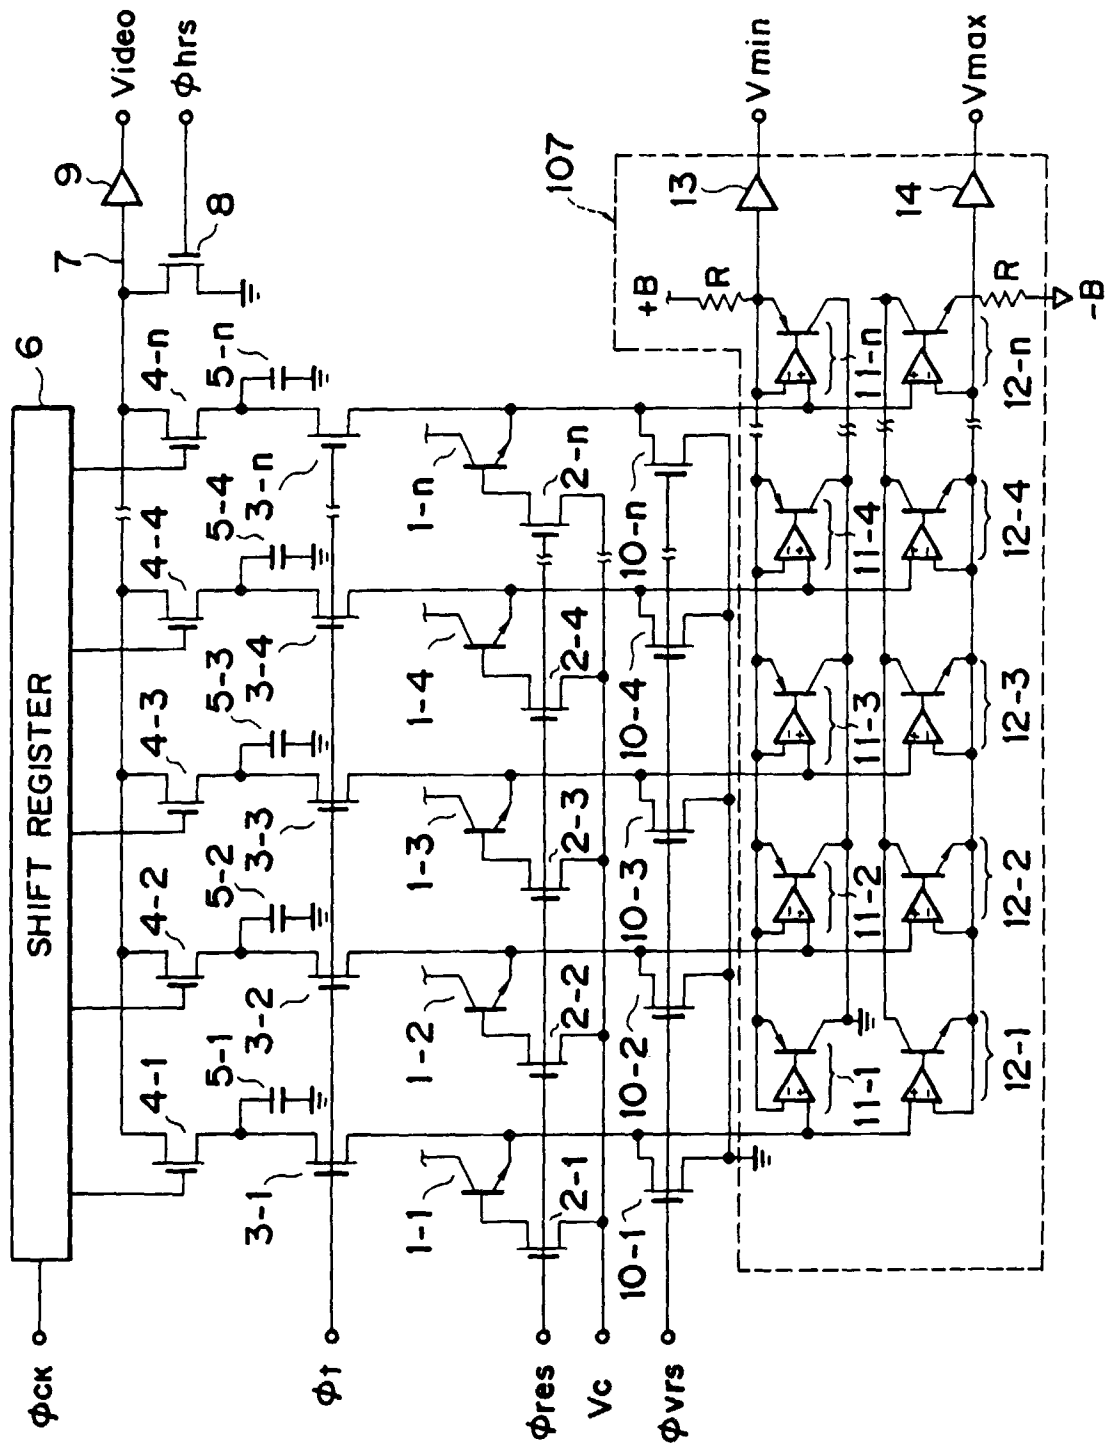 φCK
SHIFT REGISTER
6
7
9
Video
φhrs
8
4-1
4-2
4-3
4-4
4-n
5-1
5-2
5-3
5-4
5-n
φt
3-1
3-2
3-3
3-4
3-n
1-1
1-2
1-3
1-4
1-n
φres
2-1
2-2
2-3
2-4
2-n
Vc
φvrs
10-1
10-2
10-3
10-4
10-n
107
+B
R
13
Vmin
- + - + - + - + - +
11-1
11-2
11-3
11-4
11-n
+ - + - + - + - + -
14
Vmax
R
-B
12-1
12-2
12-3
12-4
12-n